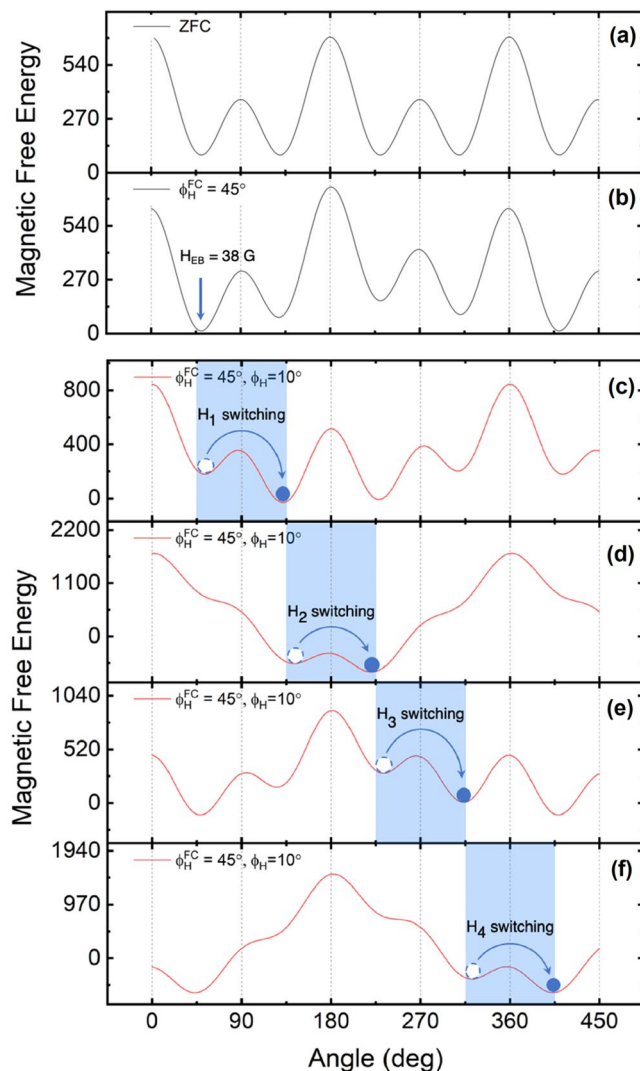 ZFC
(a)
540
270
0
ϕ_H^FC = 45°
(b)
540
H_EB = 38 G
270
0
Magnetic Free Energy
ϕ_H^FC = 45°, ϕ_H=10°
(c)
800
H_1 switching
400
0
2200
ϕ_H^FC = 45°, ϕ_H=10°
(d)
1100
H_2 switching
0
1040
ϕ_H^FC = 45°, ϕ_H=10°
(e)
H_3 switching
520
0
1940
ϕ_H^FC = 45°, ϕ_H=10°
(f)
970
H_4 switching
0
Magnetic Free Energy
0 90 180 270 360 450
Angle (deg)